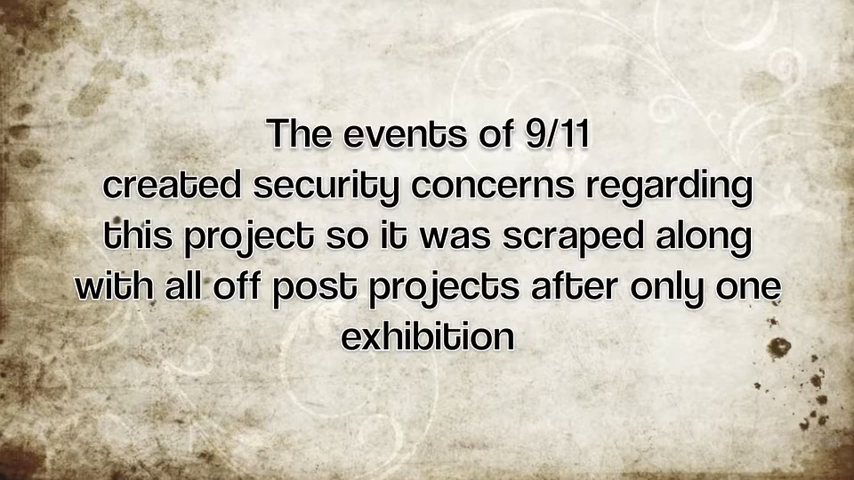 The events of 9/11
created security concerns regarding
this project so it was scraped along
with all off post projects after only one
exhibition